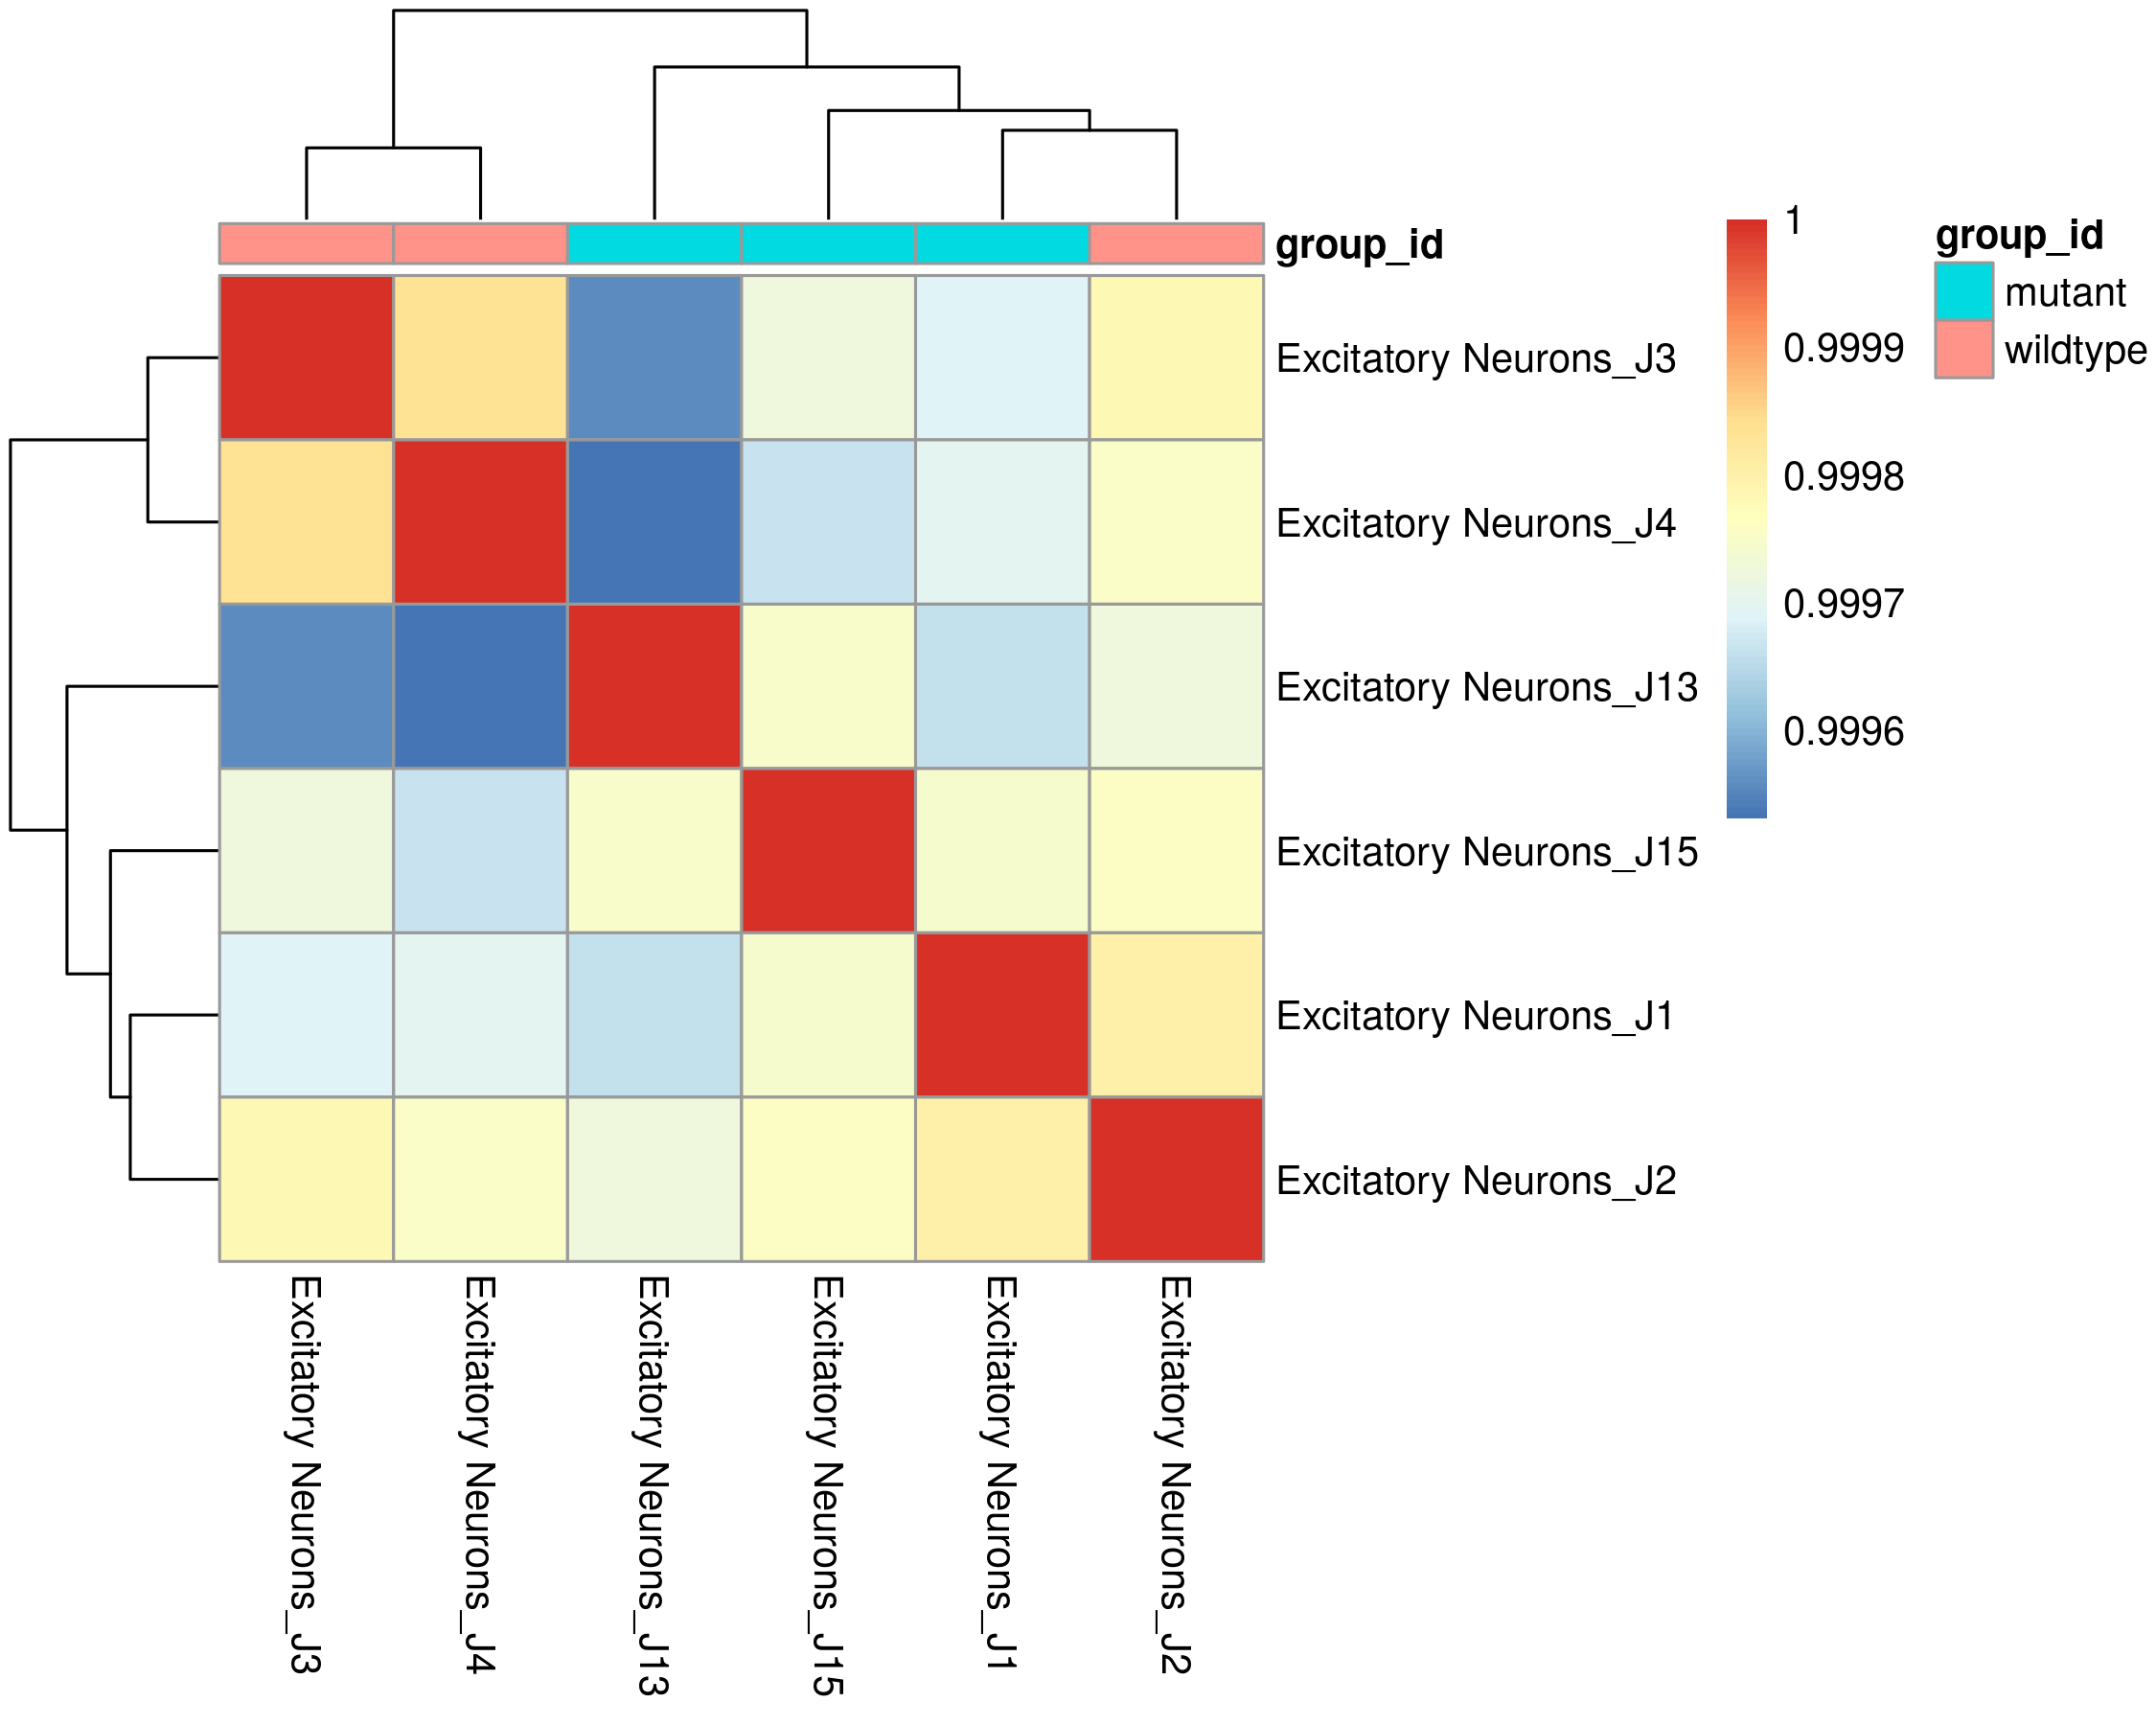 group_id
Excitatory Neurons_J3
Excitatory Neurons_J4
Excitatory Neurons_J13
Excitatory Neurons_J15
Excitatory Neurons_J1
Excitatory Neurons_J2
1
0.9999
0.9998
0.9997
0.9996
group_id
mutant
wildtype
Excitatory Neurons_J3
Excitatory Neurons_J4
Excitatory Neurons_J13
Excitatory Neurons_J15
Excitatory Neurons_J1
Excitatory Neurons_J2